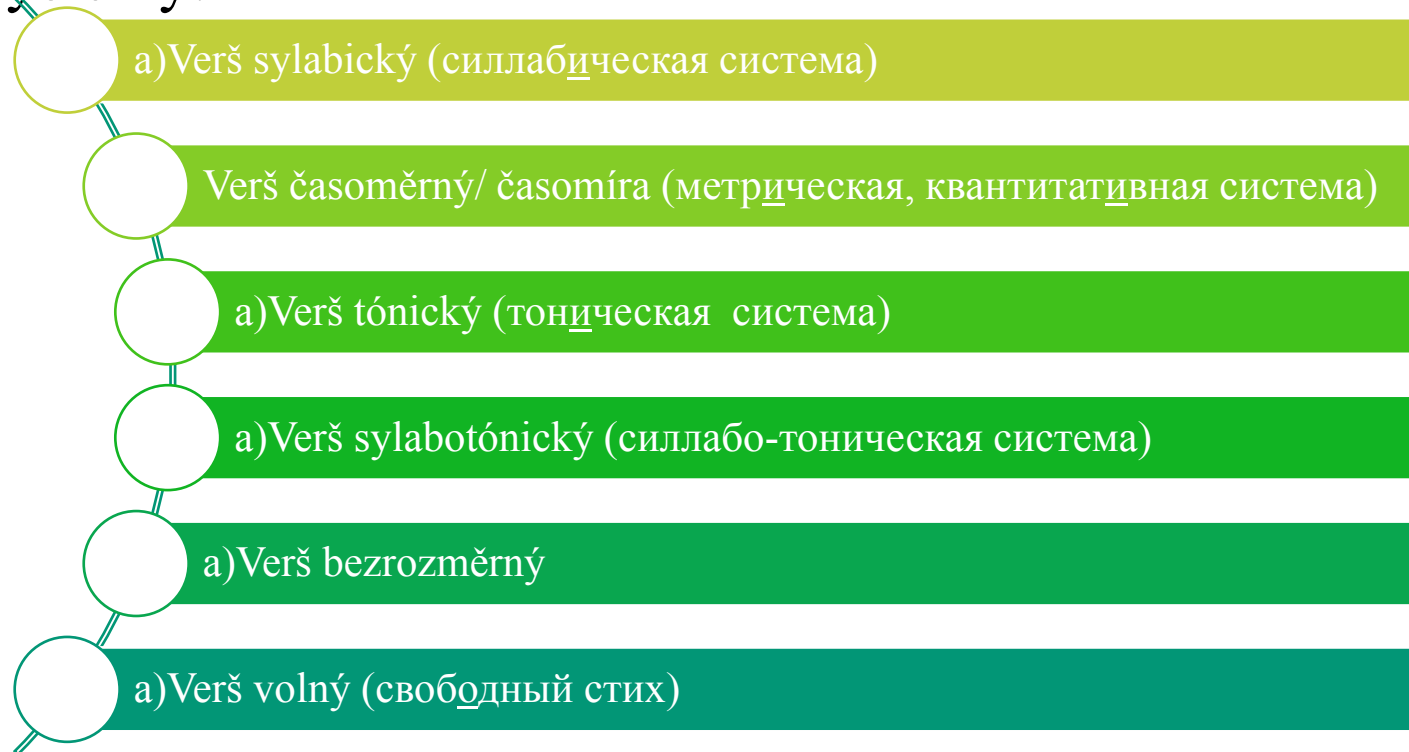 a)Verš sylabický (силлабическая система)
Verš časoměrný/ časomíra (метрическая, квантитативная система)
a)Verš tónický (тоническая система)
a)Verš sylabotónický (силлабо-тоническая система)
a)Verš bezrozměrný
a)Verš volný (свободный стих)